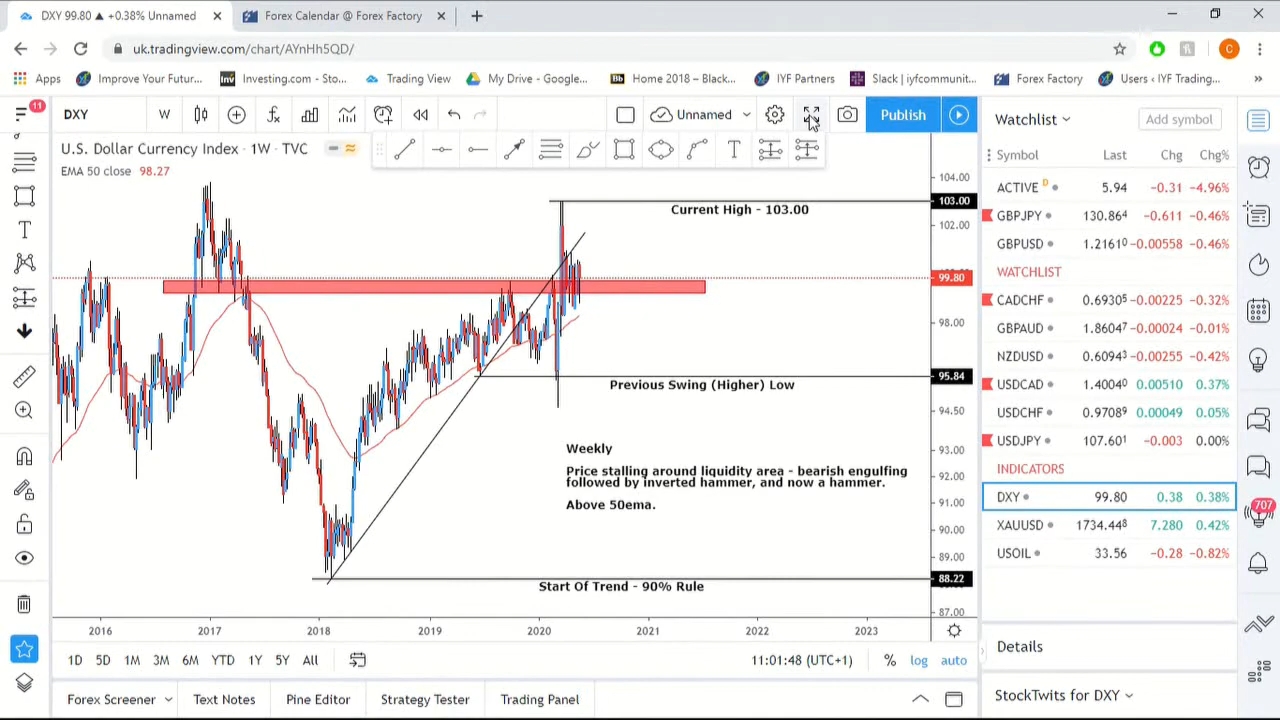 DXY 99.80 ▲ +0.38% Unnamed
Forex Calendar @ Forex Factory
uk.tradingview.com/chart/AYnHh5QD/
C
Apps
Improve Your Futur...
Inv
Investing.com - Sto...
Trading View
My Drive - Google...
Bb
Home 2018 – Black...
IYF Partners
Slack | iyfcommunit...
Forex Factory
Users ‹ IYF Trading...
»
11
DXY
W
Unnamed
Publish
U.S. Dollar Currency Index · 1W · TVC
EMA 50 close 98.27
104.00
103.00
102.00
99.80
98.00
95.84
94.50
93.00
92.00
91.00
90.00
89.00
88.22
87.00
Current High - 103.00
Previous Swing (Higher) Low
Weekly
Price stalling around liquidity area - bearish engulfing
followed by inverted hammer, and now a hammer.
Above 50ema.
Start Of Trend - 90% Rule
2016 2017 2018 2019 2020 2021 2022 2023
1D 5D 1M 3M 6M YTD 1Y 5Y All
11:01:48 (UTC+1) % log auto
Forex Screener Text Notes Pine Editor Strategy Tester Trading Panel
Watchlist
Add symbol
Symbol Last Chg Chg%
ACTIVE D 5.94 −0.31 −4.96%
GBPJPY 130.864 −0.611 −0.46%
GBPUSD 1.21610 −0.00558 −0.46%
WATCHLIST
CADCHF 0.69305 −0.00225 −0.32%
GBPAUD 1.86047 −0.00024 −0.01%
NZDUSD 0.60943 −0.00255 −0.42%
USDCAD 1.40040 0.00510 0.37%
USDCHF 0.97089 0.00049 0.05%
USDJPY 107.601 −0.003 0.00%
INDICATORS
DXY 99.80 0.38 0.38%
XAUUSD 1734.448 7.280 0.42%
USOIL 33.56 −0.28 −0.82%
Details
StockTwits for DXY
707